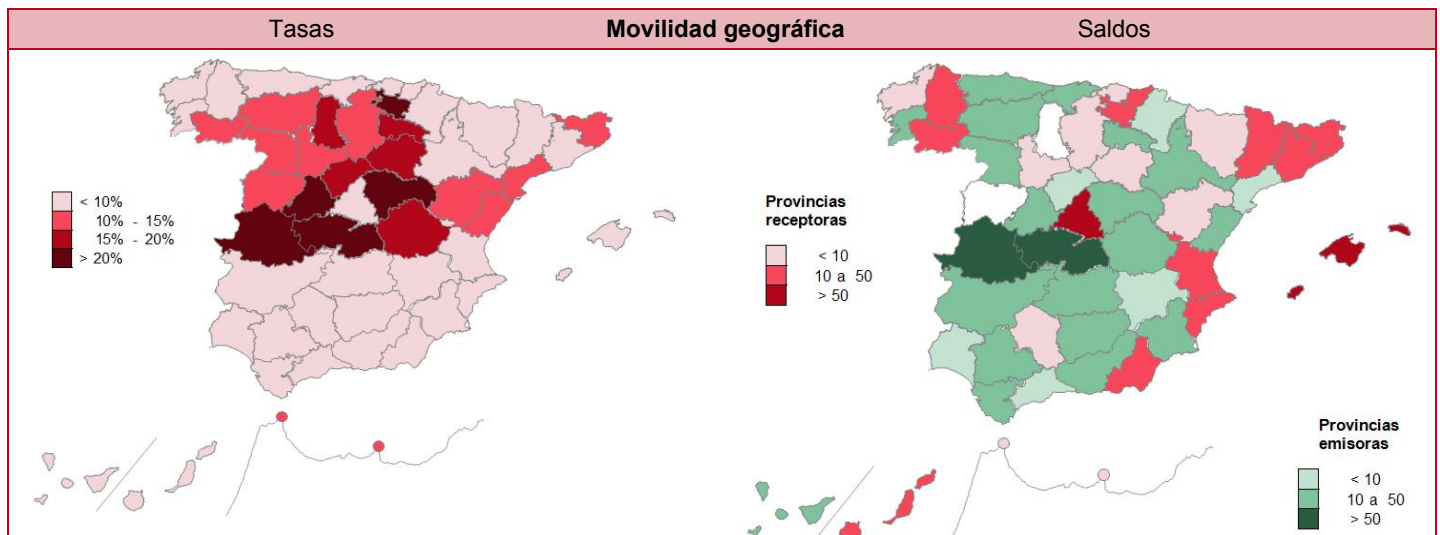 Tasas
Movilidad geográfica
Saldos
< 10%
10% - 15%
15% - 20%
> 20%
Provincias
receptoras
< 10
10 a 50
> 50
Provincias
emisoras
< 10
10 a 50
> 50